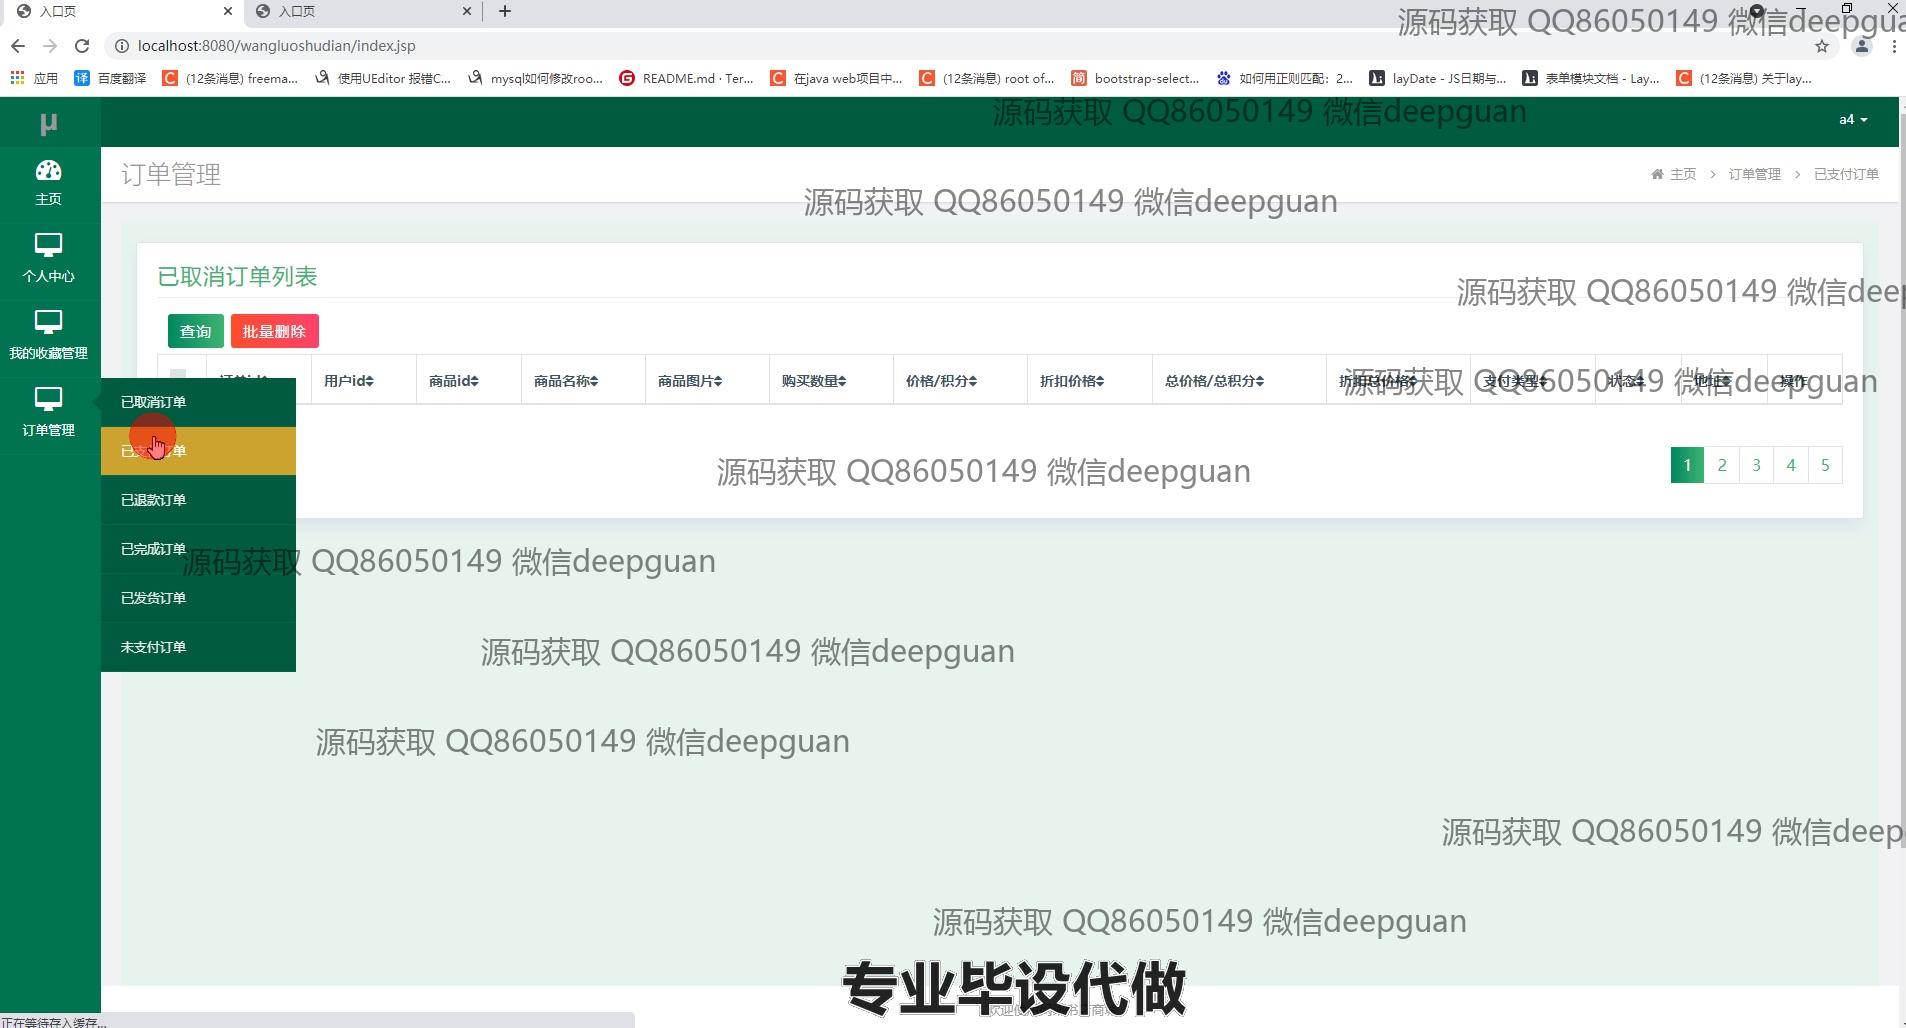 入口页
入口页
localhost:8080/wangluoshudian/index.jsp
应用 百度翻译 (12条消息) freema... 使用UEditor 报错C... mysql如何修改roo... README.md · Ter... 在java web项目中... (12条消息) root of... bootstrap-select... 如何用正则匹配：2... layDate - JS日期与... 表单模块文档 - Lay... (12条消息) 关于lay...
源码获取 QQ86050149 微信deepgua
源码获取 QQ86050149 微信deepguan
μ
a4
主页
个人中心
我的收藏管理
订单管理
订单管理
主页 > 订单管理 > 已支付订单
源码获取 QQ86050149 微信deepguan
已取消订单列表
源码获取 QQ86050149 微信deep
查询 批量删除
订单id 用户id 商品id 商品名称 商品图片 购买数量 价格/积分 折扣价格 总价格/总积分 折扣总价格 支付类型 状态 地址 操作
源码获取 QQ86050149 微信deepguan
已取消订单
已支付订单
已退款订单
已完成订单
已发货订单
未支付订单
1 2 3 4 5
源码获取 QQ86050149 微信deepguan
源码获取 QQ86050149 微信deepguan
源码获取 QQ86050149 微信deepguan
源码获取 QQ86050149 微信deepguan
源码获取 QQ86050149 微信deep
源码获取 QQ86050149 微信deepguan
专业毕设代做
正在等待存入缓存...